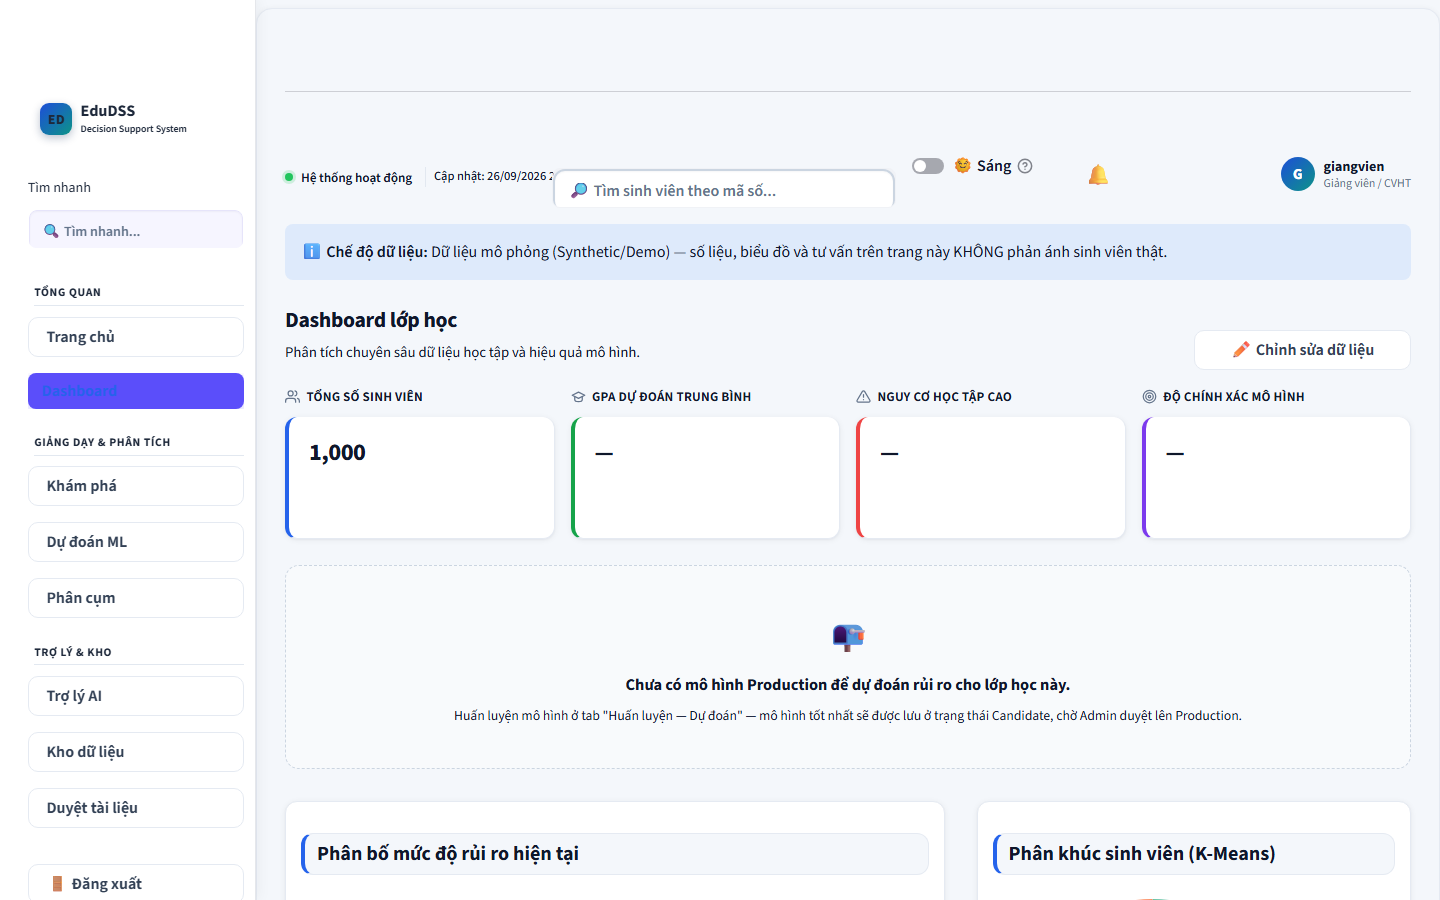 ED
EduDSS
Decision Support System
Tìm nhanh
Tìm nhanh...
TỔNG QUAN
Trang chủ
Dashboard
GIẢNG DẠY & PHÂN TÍCH
Khám phá
Dự đoán ML
Phân cụm
TRỢ LÝ & KHO
Trợ lý AI
Kho dữ liệu
Duyệt tài liệu
Đăng xuất
Hệ thống hoạt động
Cập nhật: 26/09/2026
Tìm sinh viên theo mã số...
Sáng
G
giangvien
Giảng viên / CVHT
Chế độ dữ liệu: Dữ liệu mô phỏng (Synthetic/Demo) — số liệu, biểu đồ và tư vấn trên trang này KHÔNG phản ánh sinh viên thật.
Dashboard lớp học
Phân tích chuyên sâu dữ liệu học tập và hiệu quả mô hình.
Chỉnh sửa dữ liệu
TỔNG SỐ SINH VIÊN
1,000
GPA DỰ ĐOÁN TRUNG BÌNH
—
NGUY CƠ HỌC TẬP CAO
—
ĐỘ CHÍNH XÁC MÔ HÌNH
—
Chưa có mô hình Production để dự đoán rủi ro cho lớp học này.
Huấn luyện mô hình ở tab "Huấn luyện — Dự đoán" — mô hình tốt nhất sẽ được lưu ở trạng thái Candidate, chờ Admin duyệt lên Production.
Phân bố mức độ rủi ro hiện tại
Phân khúc sinh viên (K-Means)